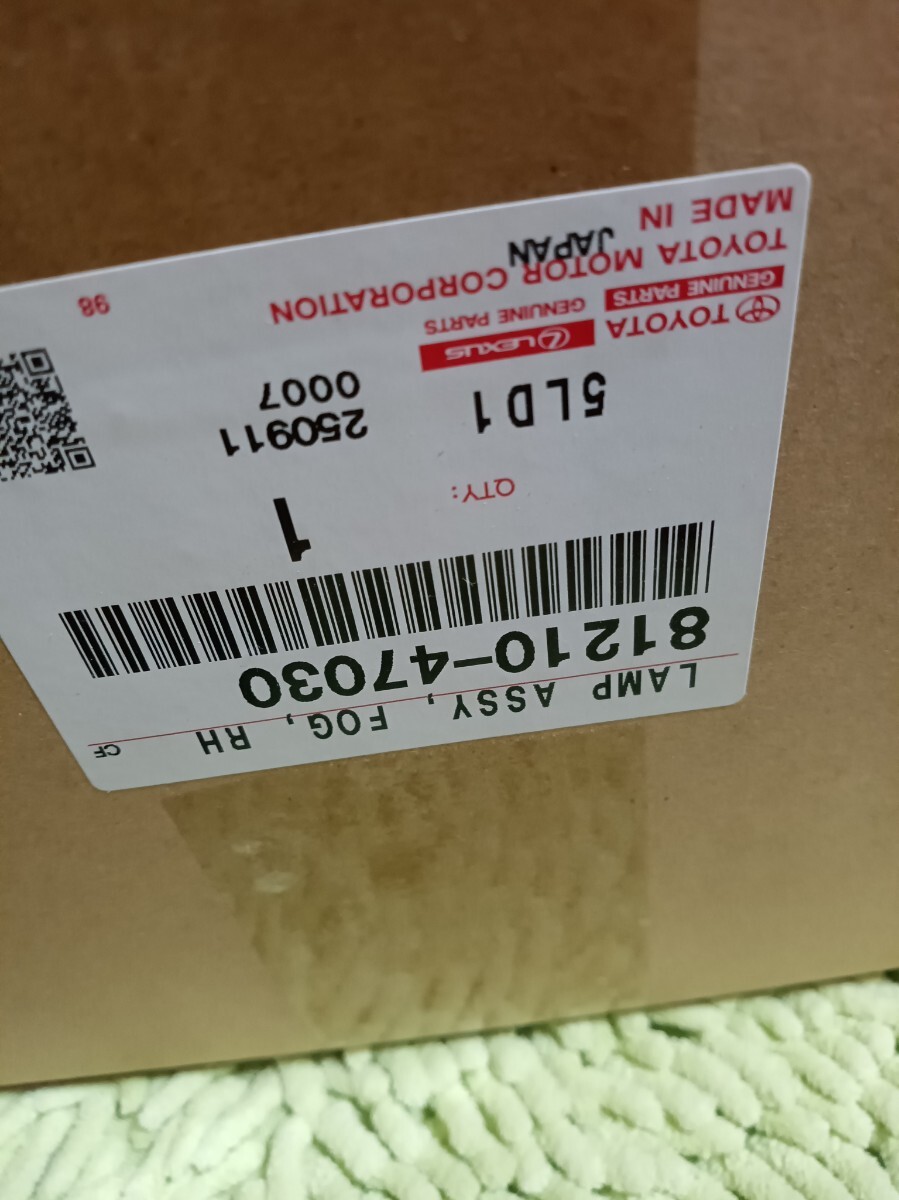 LAMP ASSY, FOG, RH CF
81210-47030
QTY: 1
5LD1 250911
0007
TOYOTA LEXUS
GENUINE PARTS GENUINE PARTS
TOYOTA MOTOR CORPORATION
MADE IN JAPAN
98